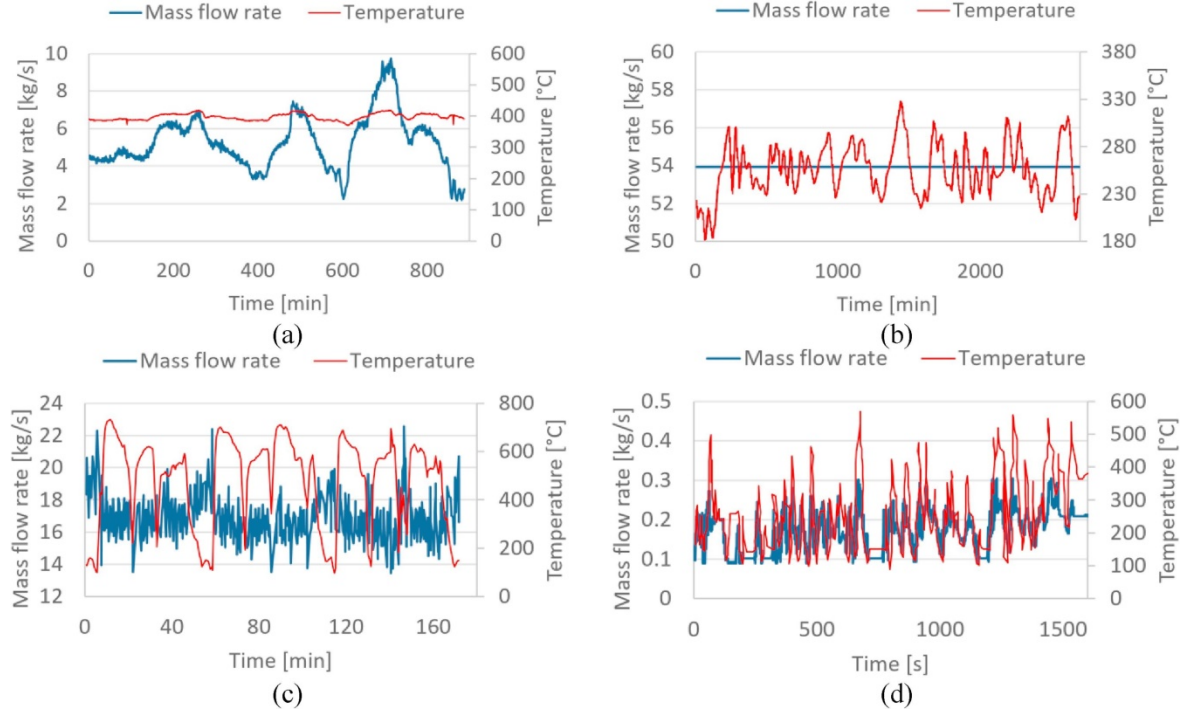 Mass flow rate Temperature
Mass flow rate [kg/s]
10
8
6
4
2
0
600
500
400
300
200
100
0
Temperature [°C]
0 200 400 600 800
Time [min]
(a)
Mass flow rate Temperature
Mass flow rate [kg/s]
60
58
56
54
52
50
380
330
280
230
180
Temperature [°C]
0 1000 2000
Time [min]
(b)
Mass flow rate Temperature
Mass flow rate [kg/s]
24
22
20
18
16
14
12
800
600
400
200
0
Temperature [°C]
0 40 80 120 160
Time [min]
(c)
Mass flow rate Temperature
Mass flow rate [kg/s]
0.5
0.4
0.3
0.2
0.1
0
600
500
400
300
200
100
0
Temperature [°C]
0 500 1000 1500
Time [s]
(d)